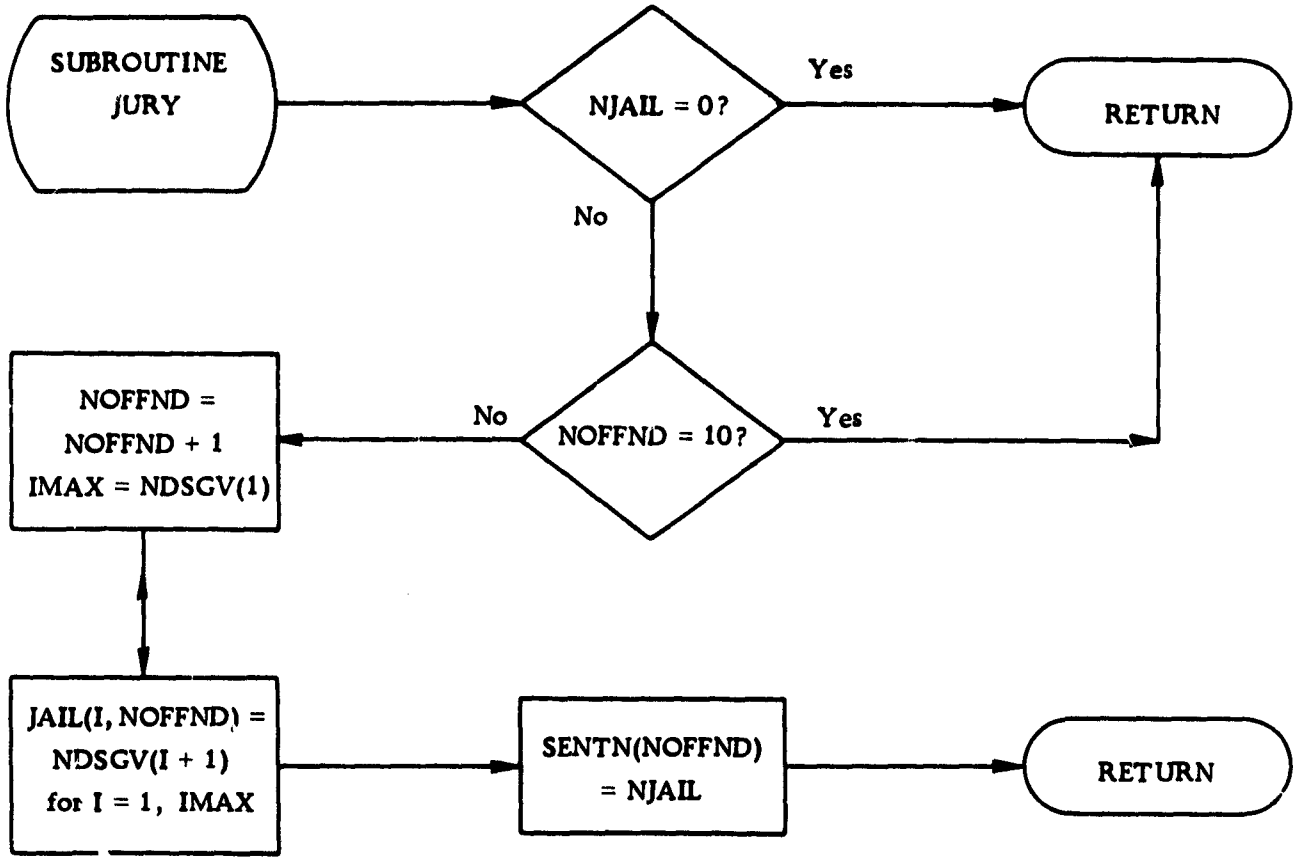 SUBROUTINE
JURY
NJAIL = 0?
Yes
RETURN
No
NOFFND =
NOFFND + 1
IMAX = NDSGV(1)
No
NOFFND = 10?
Yes
JAIL(I, NOFFND) =
NDSGV(I + 1)
for I = 1, IMAX
SENTN(NOFFND)
= NJAIL
RETURN